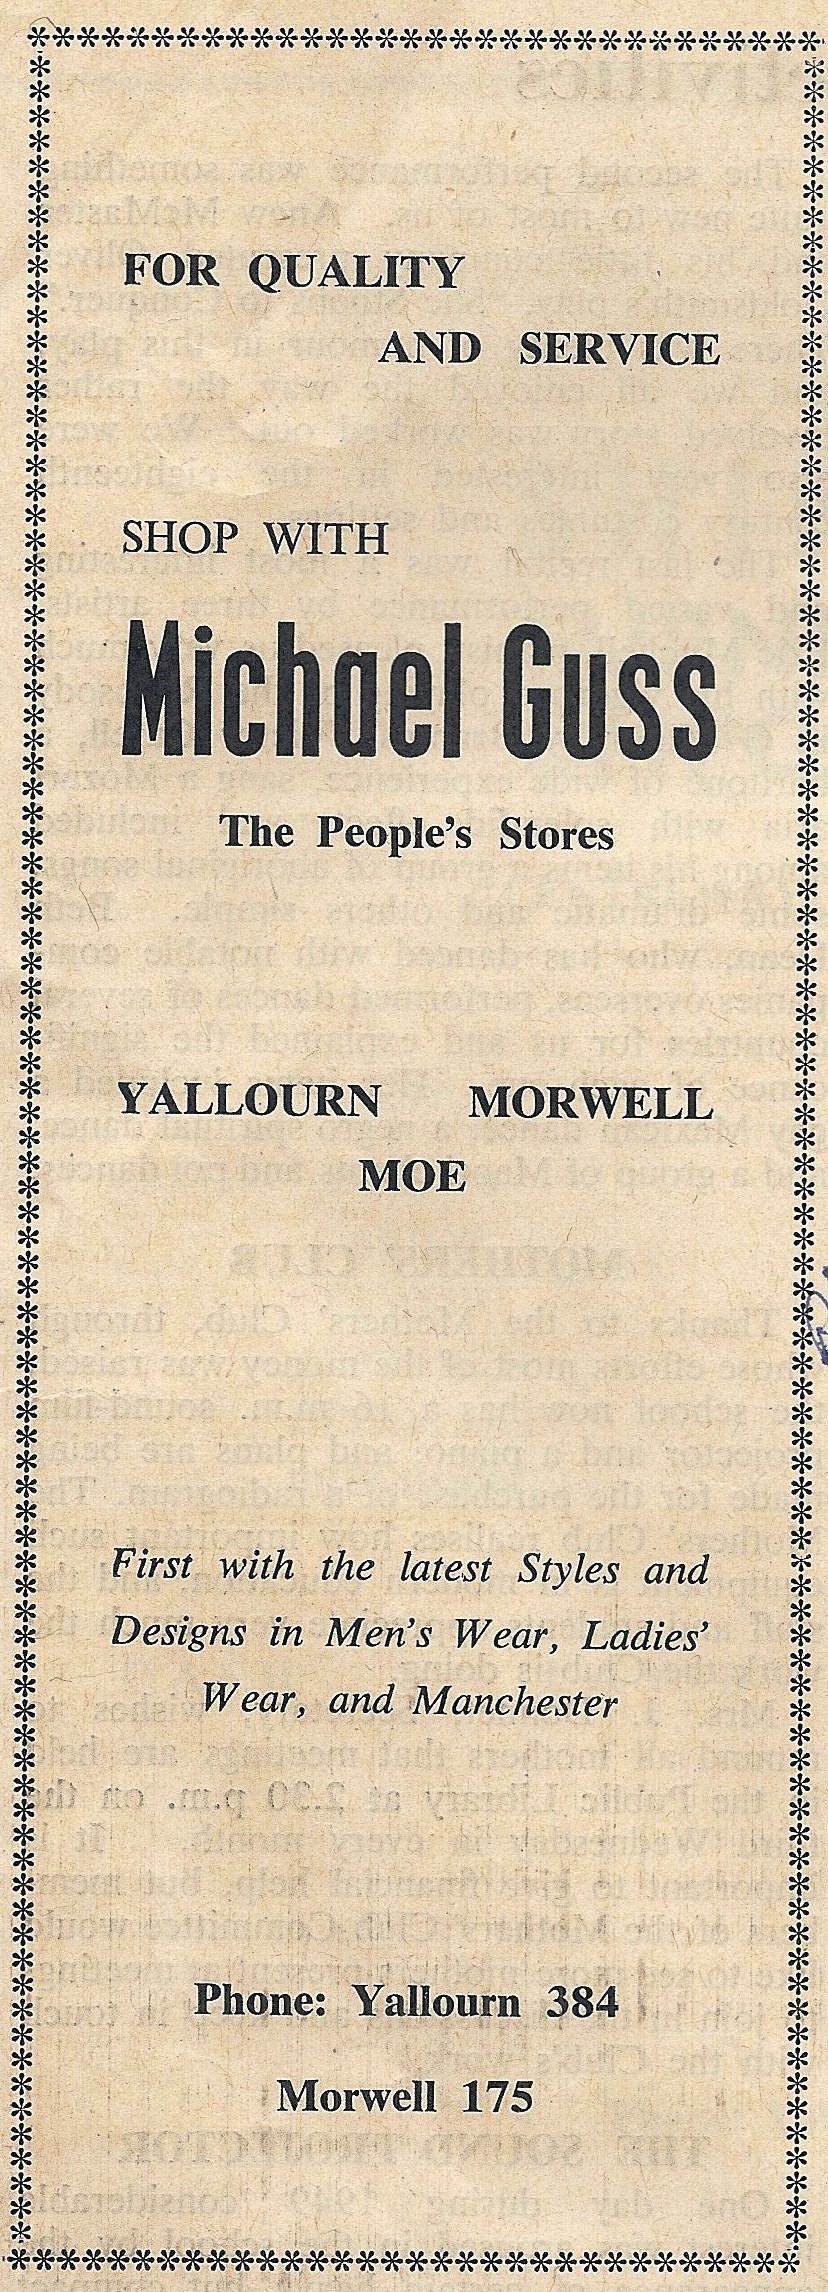 FOR QUALITY
AND SERVICE
SHOP WITH
Michael Guss
The People's Stores
YALLOURN MORWELL
MOE
First with the latest Styles and
Designs in Men's Wear, Ladies'
Wear, and Manchester
Phone: Yallourn 384
Morwell 175